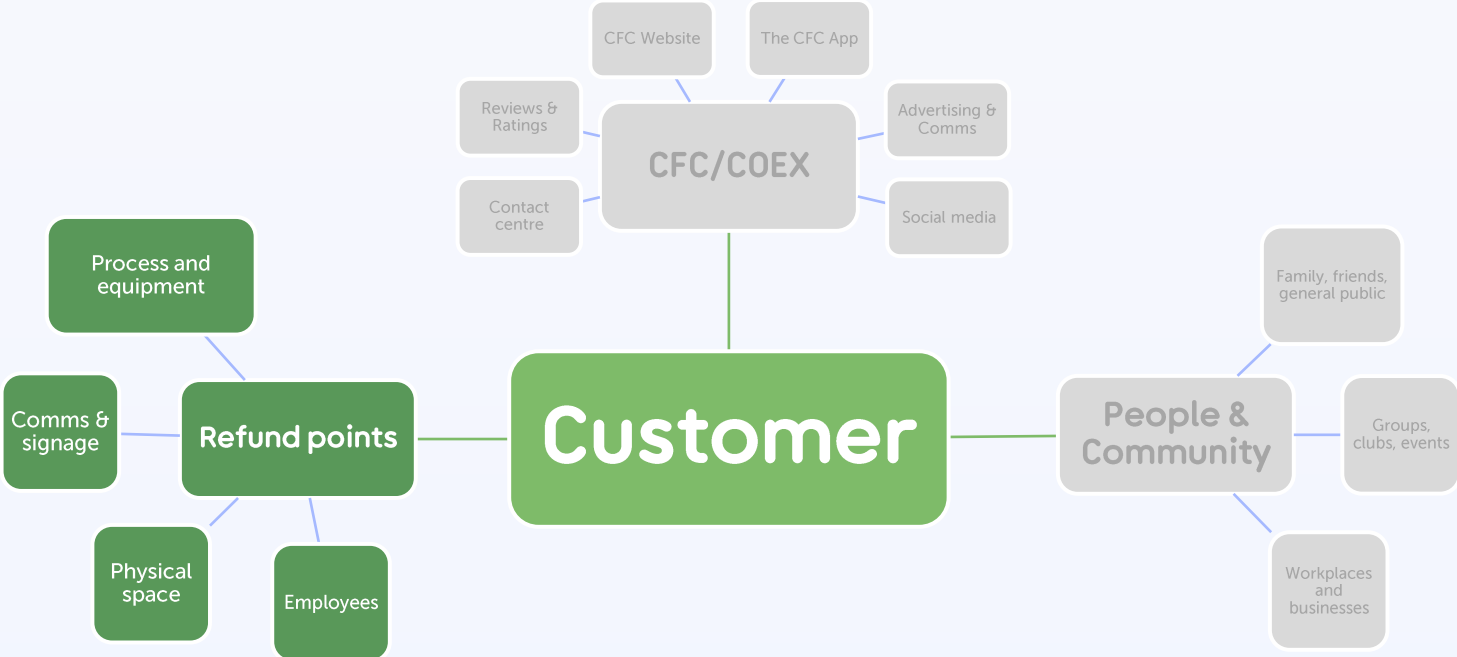 CFC Website
The CFC App
Reviews &
Ratings
Advertising &
Comms
CFC/COEX
Contact
centre
Social media
Process and
equipment
Family, friends,
general public
Comms &
signage
Refund points
Customer
People &
Community
Groups,
clubs, events
Physical
space
Employees
Workplaces
and
businesses